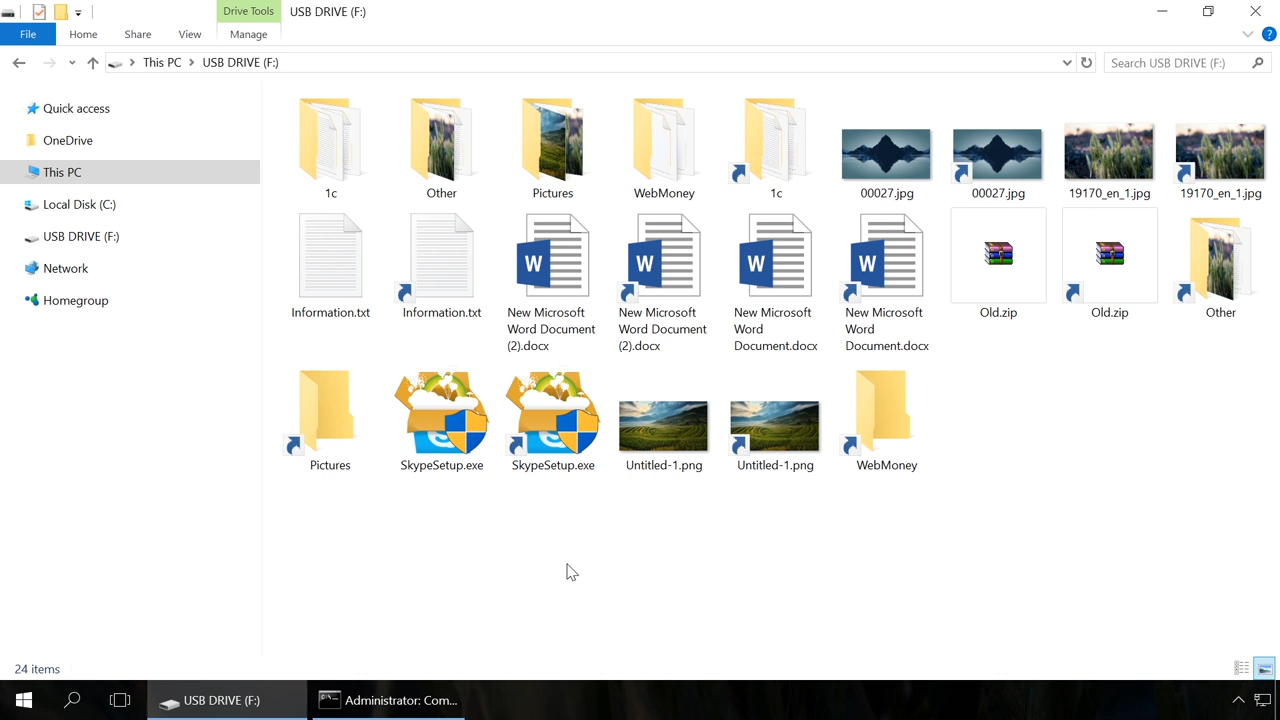 Drive Tools
USB DRIVE (F:)
File
Home
Share
View
Manage
This PC
USB DRIVE (F:)
Search USB DRIVE (F:)
Quick access
OneDrive
This PC
Local Disk (C:)
USB DRIVE (F:)
Network
Homegroup
1c
Other
Pictures
WebMoney
1c
00027.jpg
00027.jpg
19170_en_1.jpg
19170_en_1.jpg
Information.txt
Information.txt
New Microsoft
Word Document
(2).docx
New Microsoft
Word Document
(2).docx
New Microsoft
Word
Document.docx
New Microsoft
Word
Document.docx
Old.zip
Old.zip
Other
Pictures
SkypeSetup.exe
SkypeSetup.exe
Untitled-1.png
Untitled-1.png
WebMoney
24 items
USB DRIVE (F:)
Administrator: Com...